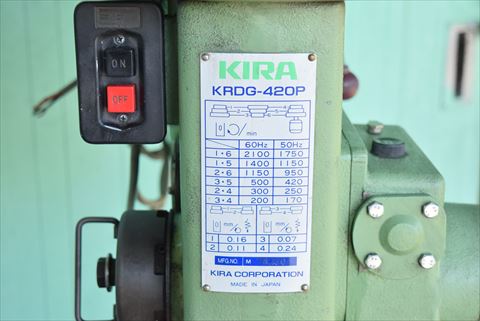 ON
OFF
KIRA
KRDG-420P
/min
60Hz 50Hz
1・6 2100 1750
1・5 1400 1150
2・6 1150 950
3・5 500 420
2・4 300 250
3・4 200 170
mm/ mm/
1 0.16 3 0.07
2 0.11 4 0.24
MFG.NO. M
KIRA CORPORATION
MADE IN JAPAN